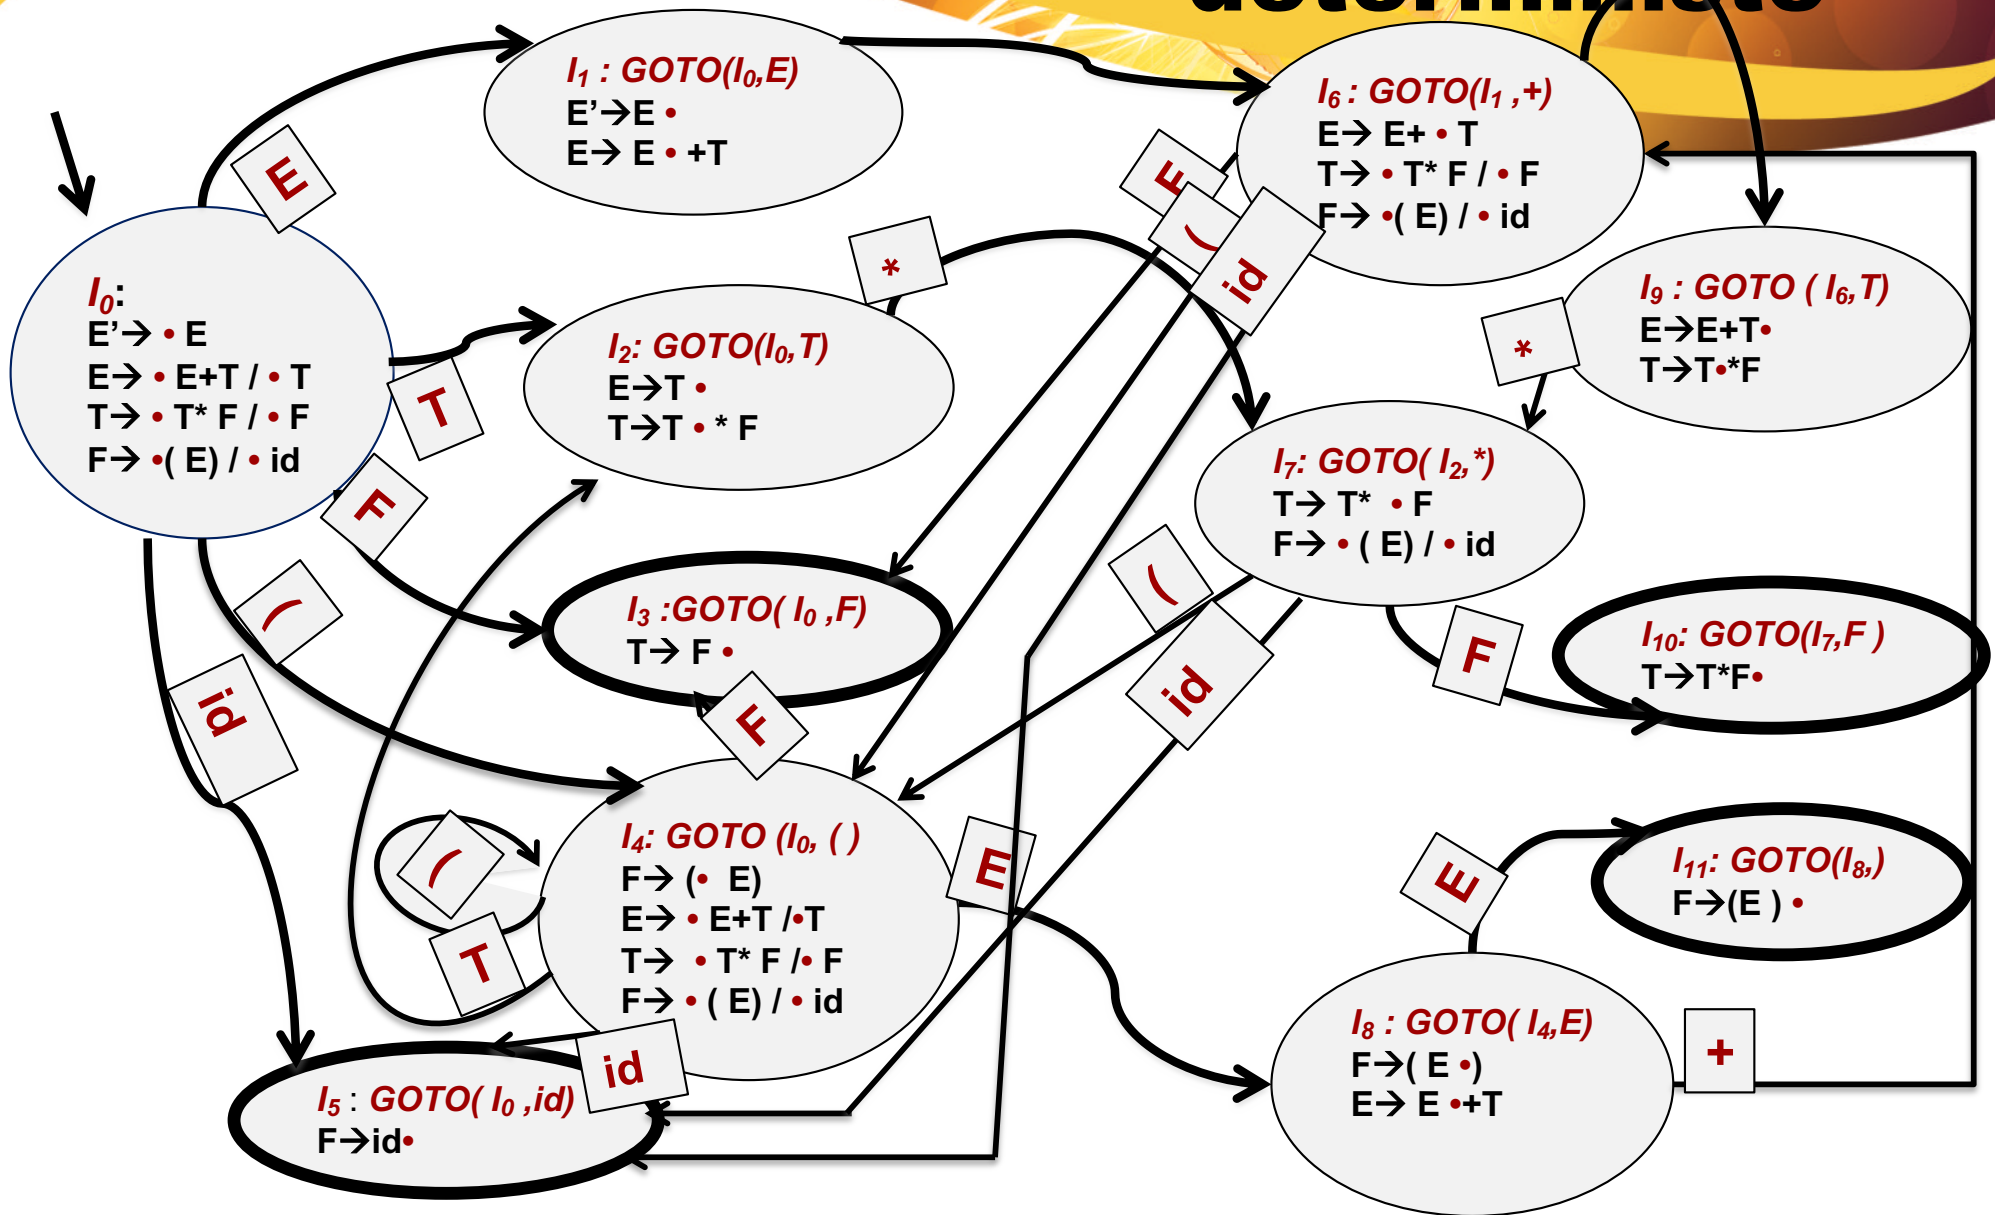 I0:
E'→ • E
E→ • E+T / • T
T→ • T* F / • F
F→ •( E) / • id
E
T
F
(
id
I1 : GOTO(I0,E)
E'→E •
E→ E • +T
I2: GOTO(I0,T)
E→T •
T→T • * F
*
I3 :GOTO( I0 ,F)
T→ F •
F
I4: GOTO (I0, ( )
F→ (• E)
E→ • E+T /•T
T→ • T* F /• F
F→ • ( E) / • id
(
T
E
id
I5 : GOTO( I0 ,id)
F→id•
I6 : GOTO(I1 ,+)
E→ E+ • T
T→ • T* F / • F
F→ •( E) / • id
(
id
I9 : GOTO ( I6,T)
E→E+T•
T→T•*F
*
I7: GOTO( I2,*)
T→ T* • F
F→ • ( E) / • id
(
id
F
I10: GOTO(I7,F )
T→T*F•
I11: GOTO(I8,)
F→(E ) •
E
I8 : GOTO( I4,E)
F→( E •)
E→ E •+T
+